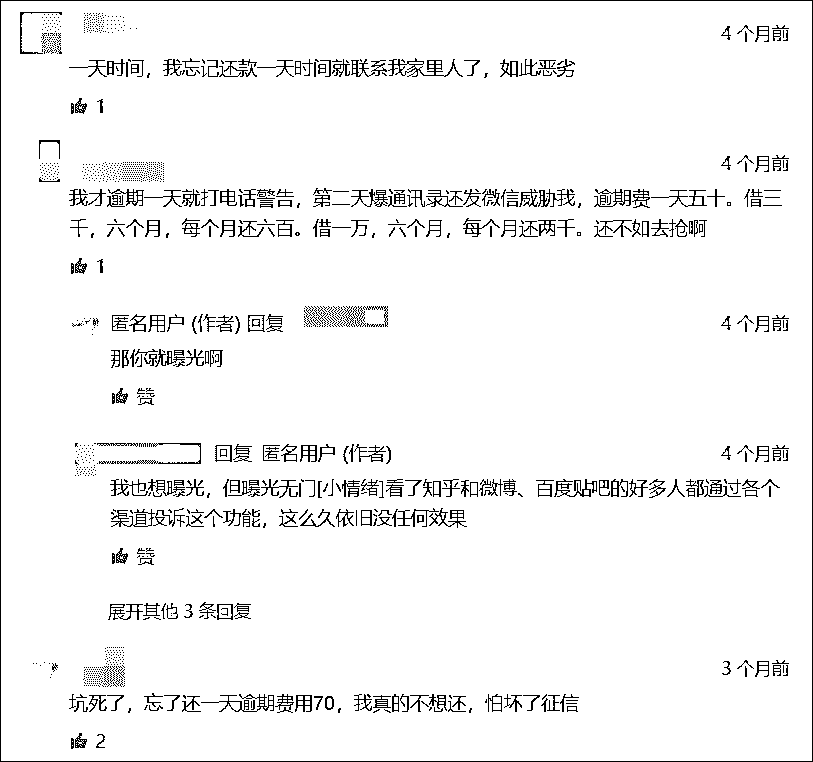 4 个月前
一天时间，我忘记还款一天时间就联系我家里人了，如此恶劣
1
4 个月前
我才逾期一天就打电话警告，第二天爆通讯录还发微信威胁我，逾期费一天五十。借三
千，六个月，每个月还六百。借一万，六个月，每个月还两千。还不如去抢啊
1
匿名用户 (作者) 回复
4 个月前
那你就曝光啊
赞
回复 匿名用户 (作者)
4 个月前
我也想曝光，但曝光无门[小情绪]看了知乎和微博、百度贴吧的好多人都通过各个
渠道投诉这个功能，这么久依旧没任何效果
赞
展开其他 3 条回复
3 个月前
坑死了，忘了还一天逾期费用70，我真的不想还，怕坏了征信
2